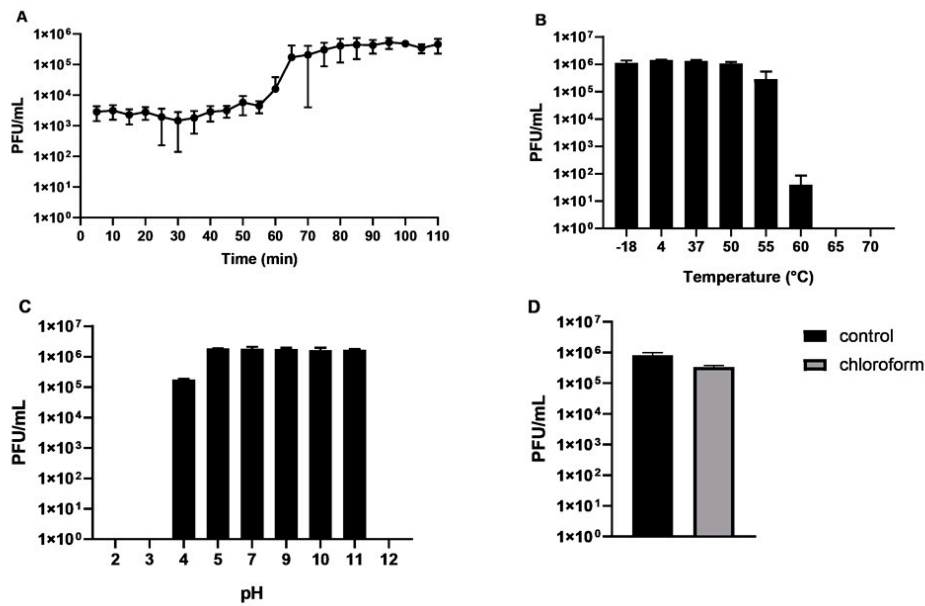 A
1×10⁶
1×10⁵
1×10⁴
1×10³
1×10²
1×10¹
1×10⁰
PFU/mL
0 10 20 30 40 50 60 70 80 90 100 110
Time (min)
B
1×10⁷
1×10⁶
1×10⁵
1×10⁴
1×10³
1×10²
1×10¹
1×10⁰
PFU/mL
-18 4 37 50 55 60 65 70
Temperature (°C)
C
1×10⁷
1×10⁶
1×10⁵
1×10⁴
1×10³
1×10²
1×10¹
1×10⁰
PFU/mL
2 3 4 5 7 9 10 11 12
pH
D
1×10⁷
1×10⁶
1×10⁵
1×10⁴
1×10³
1×10²
1×10¹
1×10⁰
PFU/mL
control
chloroform